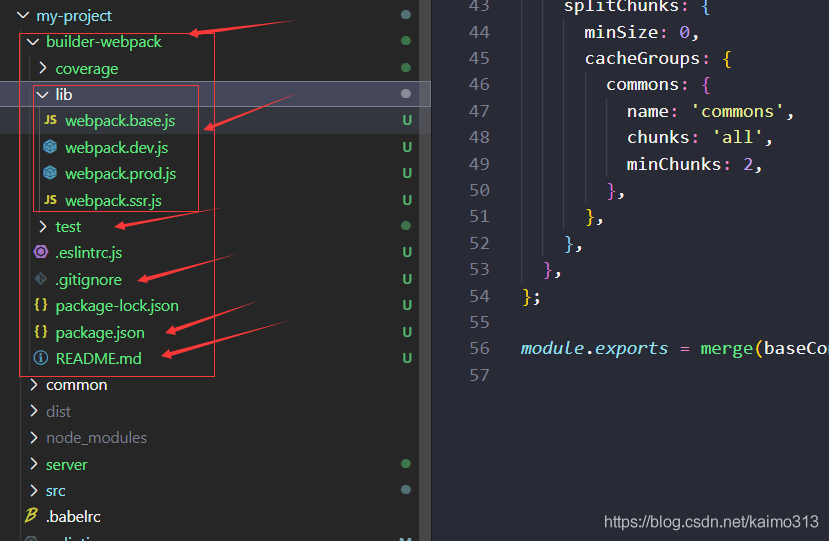 my-project
builder-webpack
coverage
lib
JS webpack.base.js U
webpack.dev.js U
webpack.prod.js U
JS webpack.ssr.js U
test
.eslintrc.js U
.gitignore U
{} package-lock.json U
{} package.json U
README.md U
common
dist
node_modules
server
src
B .babelrc
43 splitChunks: {
44 minSize: 0,
45 cacheGroups: {
46 commons: {
47 name: 'commons',
48 chunks: 'all',
49 minChunks: 2,
50 },
51 },
52 },
53 },
54 };
55
56 module.exports = merge(baseCo
57
https://blog.csdn.net/kaimo313